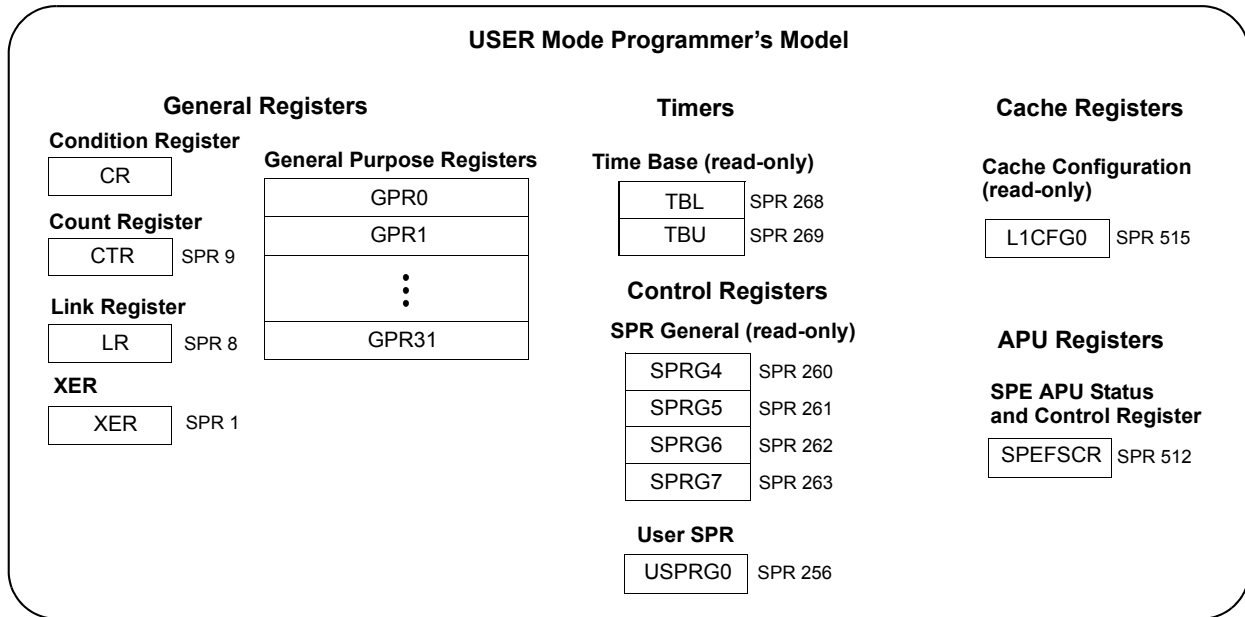 USER Mode Programmer's Model
General Registers
Condition Register
CR
Count Register
CTR SPR 9
Link Register
LR SPR 8
XER
XER SPR 1
General Purpose Registers
GPR0
GPR1
GPR31
Timers
Time Base (read-only)
TBL SPR 268
TBU SPR 269
Control Registers
SPR General (read-only)
SPRG4 SPR 260
SPRG5 SPR 261
SPRG6 SPR 262
SPRG7 SPR 263
User SPR
USPRG0 SPR 256
Cache Registers
Cache Configuration
(read-only)
L1CFG0 SPR 515
APU Registers
SPE APU Status
and Control Register
SPEFSCR SPR 512